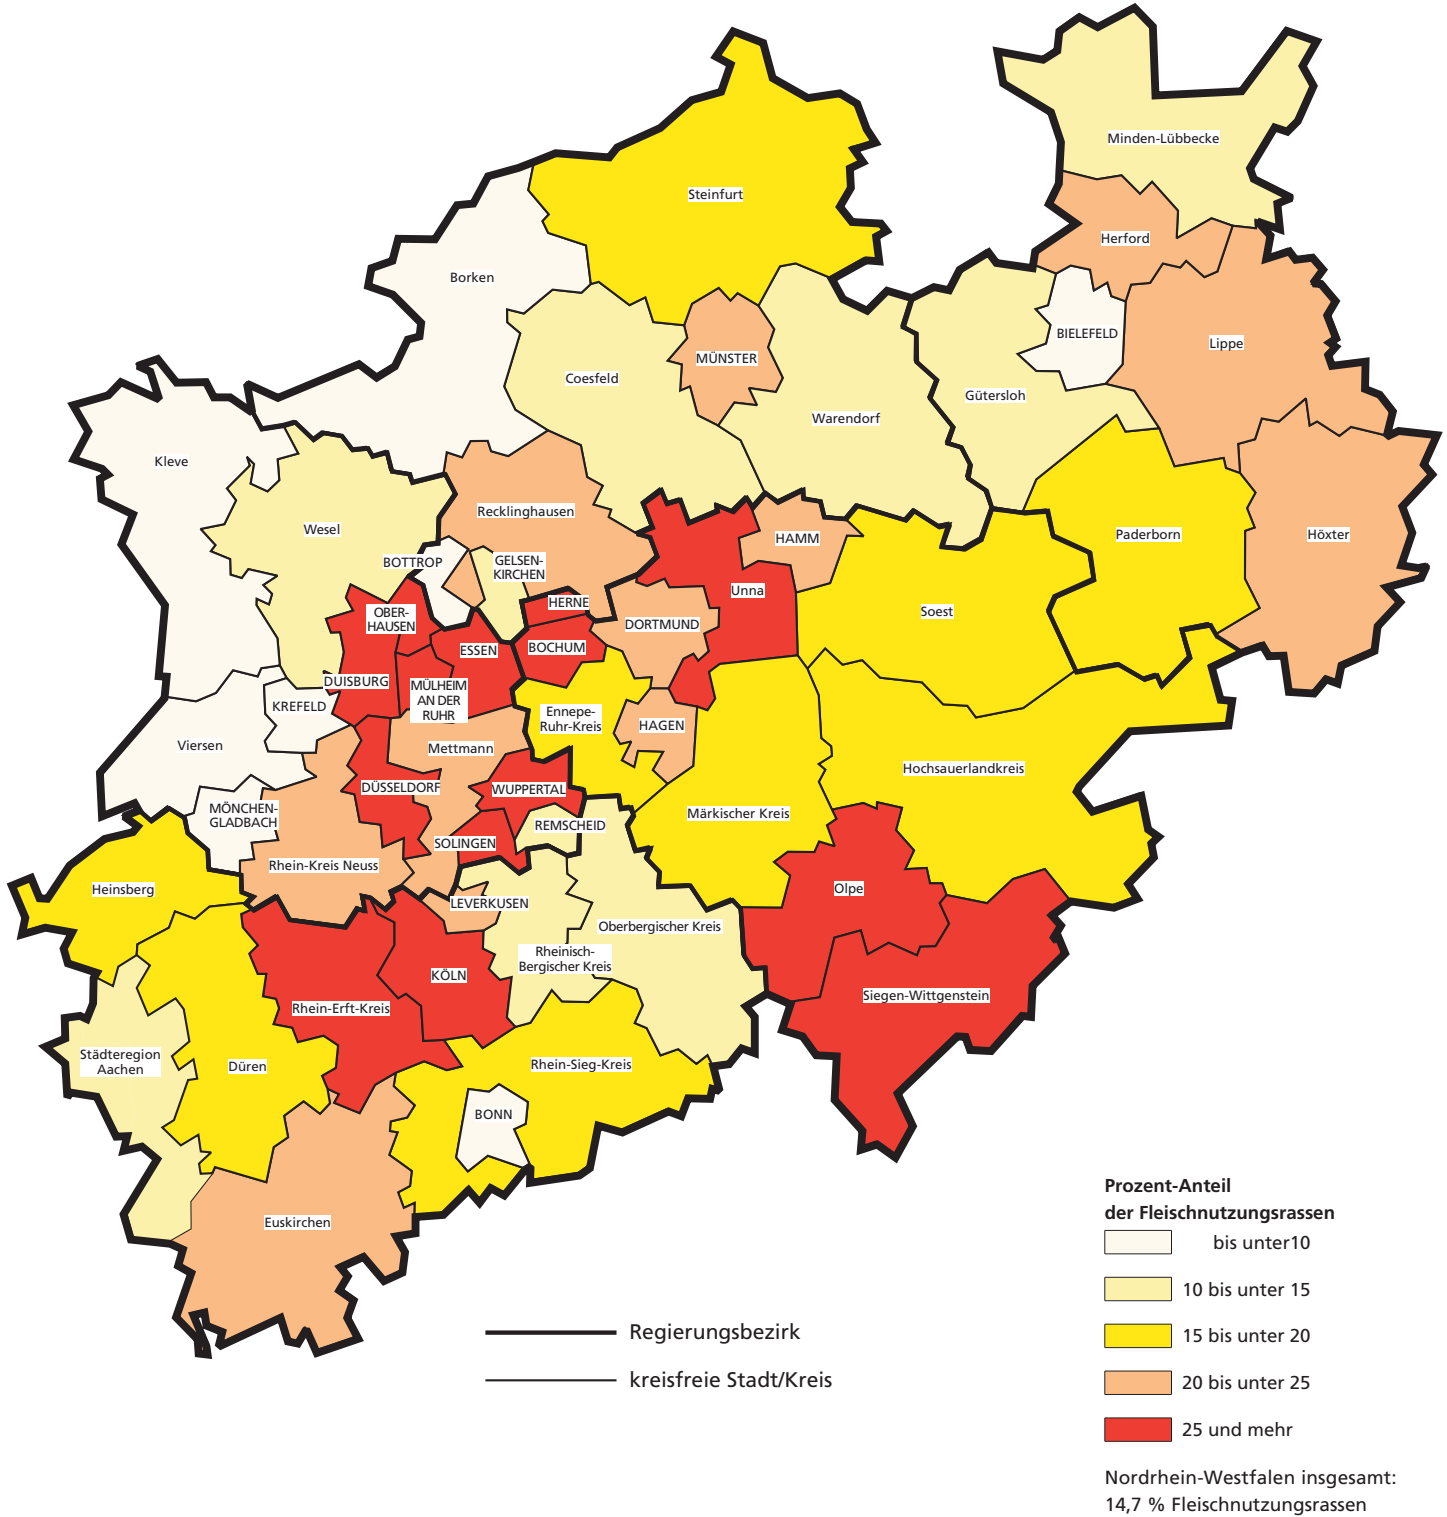 Minden-Lübbecke
Steinfurt
Herford
Borken
BIELEFELD
Lippe
MÜNSTER
Coesfeld
Gütersloh
Warendorf
Kleve
Recklinghausen
Wesel
Paderborn
Höxter
HAMM
BOTTROP
GELSEN-
KIRCHEN
Unna
HERNE
Soest
OBER-
HAUSEN
DORTMUND
ESSEN
BOCHUM
DUISBURG
MÜLHEIM
AN DER
RUHR
KREFELD
Ennepe-
Ruhr-Kreis
HAGEN
Viersen
Mettmann
Hochsauerlandkreis
DÜSSELDORF
WUPPERTAL
MÖNCHEN-
GLADBACH
Märkischer Kreis
REMSCHEID
SOLINGEN
Rhein-Kreis Neuss
Heinsberg
Olpe
LEVERKUSEN
Oberbergischer Kreis
Rheinisch-
Bergischer Kreis
KÖLN
Siegen-Wittgenstein
Rhein-Erft-Kreis
Städteregion
Aachen
Düren
Rhein-Sieg-Kreis
BONN
Euskirchen
Prozent-Anteil
der Fleischnutzungsrassen
bis unter10
10 bis unter 15
15 bis unter 20
20 bis unter 25
25 und mehr
Regierungsbezirk
kreisfreie Stadt/Kreis
Nordrhein-Westfalen insgesamt:
14,7 % Fleischnutzungsrassen